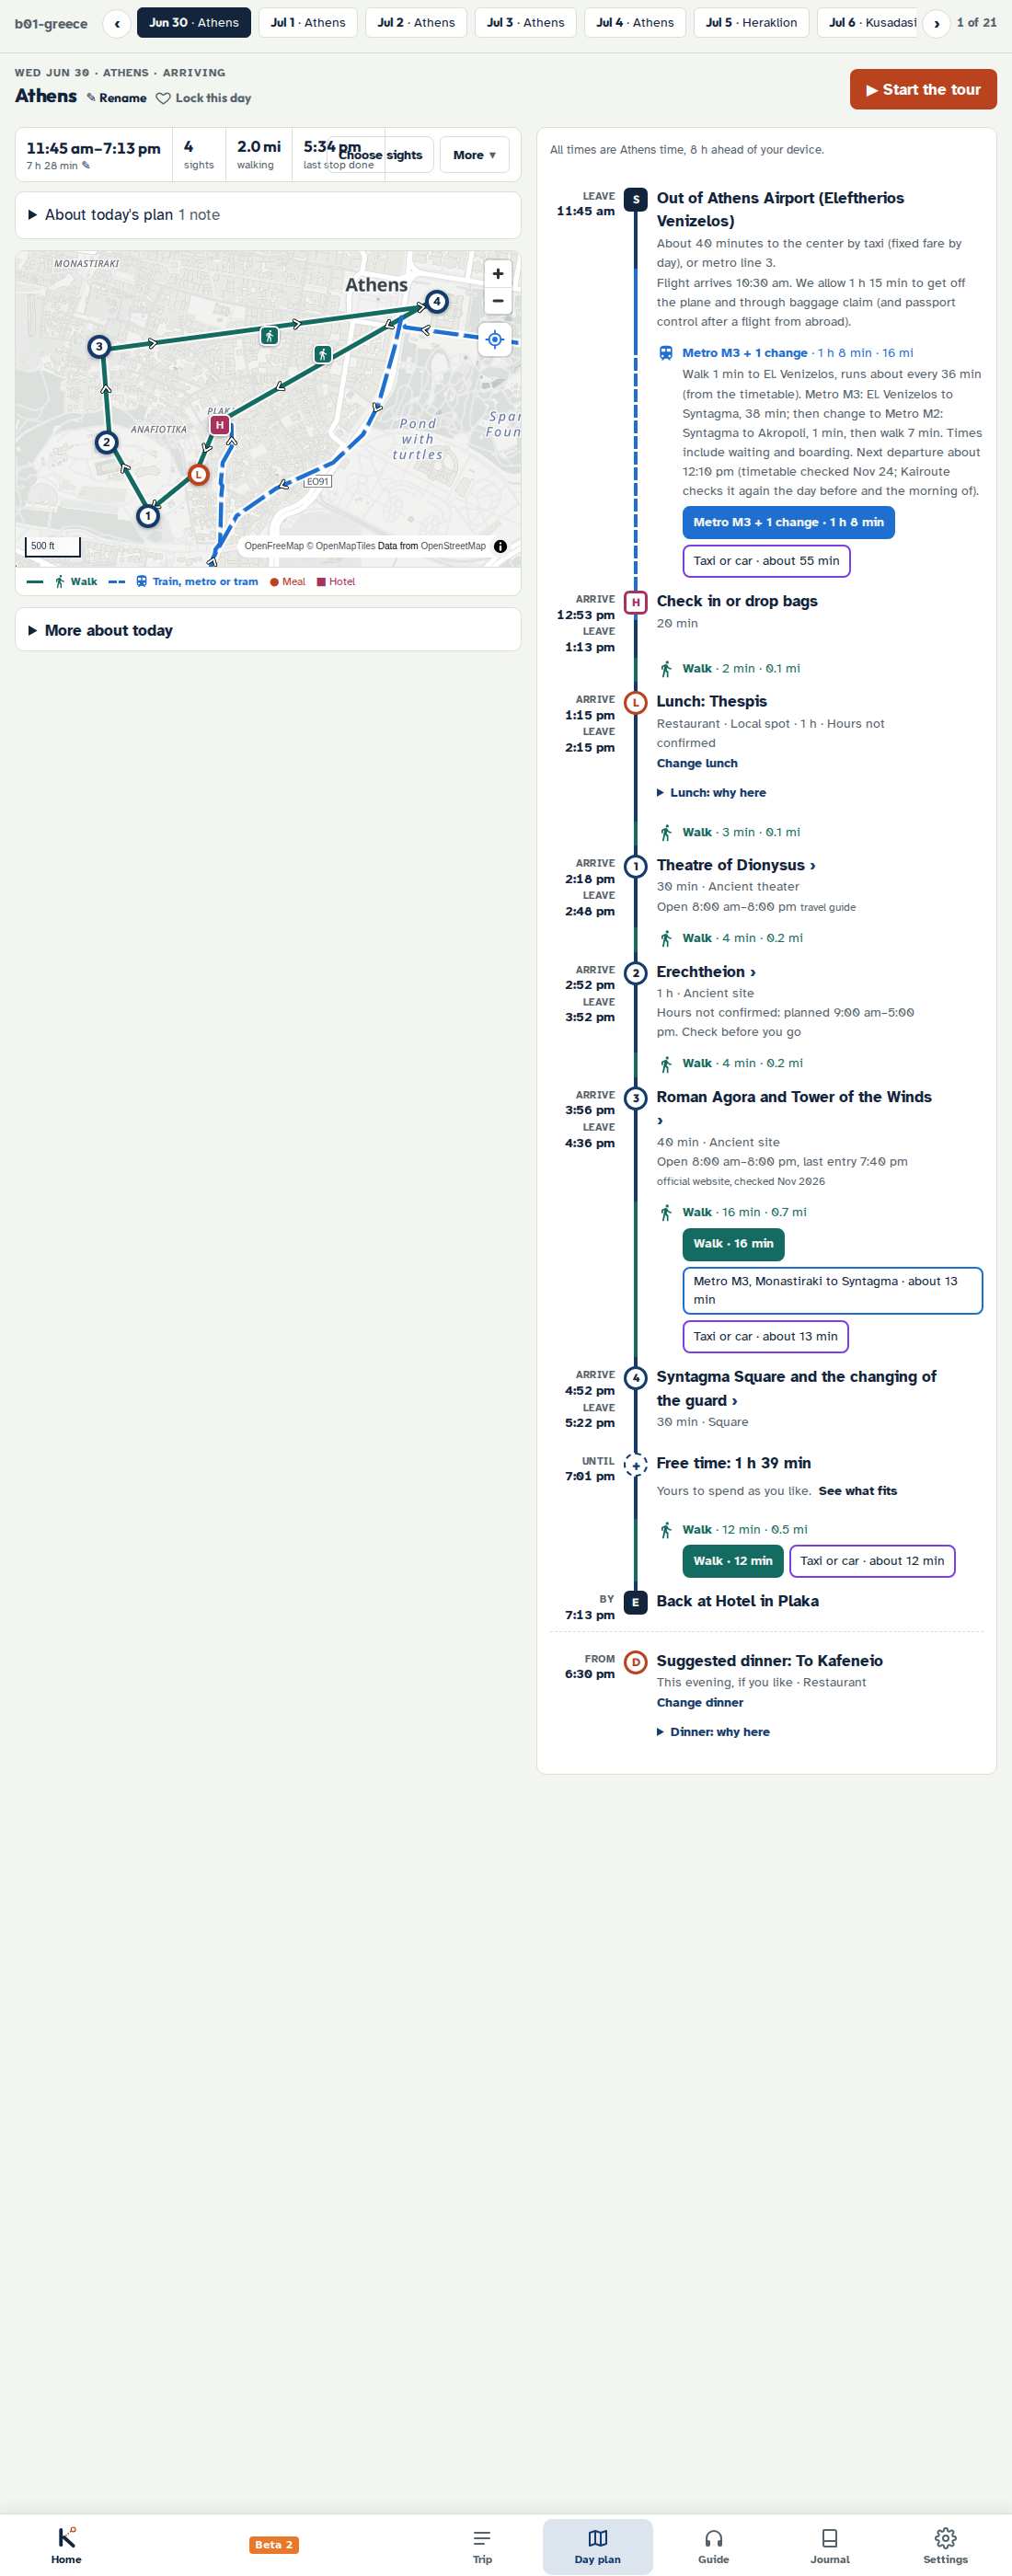 b01-greece
‹
Jun 30 · Athens
Jul 1 · Athens
Jul 2 · Athens
Jul 3 · Athens
Jul 4 · Athens
Jul 5 · Heraklion
Jul 6 · Kusadasi
›
1 of 21
WED JUN 30 · ATHENS · ARRIVING
Athens ✎ Rename Lock this day
▶ Start the tour
11:45 am–7:13 pm
7 h 28 min ✎
4
sights
2.0 mi
walking
5:34 pm
last stop done
Choose sights
More ▾
▶ About today's plan 1 note
MONASTIRAKI
Athens
4
3
PLAK
H
ANAFIOTIKA
2
L
1
Pond
with
turtles
Spar
Foun
EO91
+
−
500 ft
OpenFreeMap © OpenMapTiles Data from OpenStreetMap
Walk
Train, metro or tram
Meal
Hotel
▶ More about today
All times are Athens time, 8 h ahead of your device.
LEAVE
11:45 am
S
Out of Athens Airport (Eleftherios
Venizelos)
About 40 minutes to the center by taxi (fixed fare by
day), or metro line 3.
Flight arrives 10:30 am. We allow 1 h 15 min to get off
the plane and through baggage claim (and passport
control after a flight from abroad).
Metro M3 + 1 change · 1 h 8 min · 16 mi
Walk 1 min to EL Venizelos, runs about every 36 min
(from the timetable). Metro M3: EL Venizelos to
Syntagma, 38 min; then change to Metro M2:
Syntagma to Akropoli, 1 min, then walk 7 min. Times
include waiting and boarding. Next departure about
12:10 pm (timetable checked Nov 24; Kairoute
checks it again the day before and the morning of).
Metro M3 + 1 change · 1 h 8 min
Taxi or car · about 55 min
ARRIVE
12:53 pm
LEAVE
1:13 pm
H
Check in or drop bags
20 min
Walk · 2 min · 0.1 mi
ARRIVE
1:15 pm
LEAVE
2:15 pm
L
Lunch: Thespis
Restaurant · Local spot · 1 h · Hours not
confirmed
Change lunch
▶ Lunch: why here
Walk · 3 min · 0.1 mi
ARRIVE
2:18 pm
LEAVE
2:48 pm
1
Theatre of Dionysus ›
30 min · Ancient theater
Open 8:00 am–8:00 pm travel guide
Walk · 4 min · 0.2 mi
ARRIVE
2:52 pm
LEAVE
3:52 pm
2
Erechtheion ›
1 h · Ancient site
Hours not confirmed; planned 9:00 am–5:00
pm. Check before you go
Walk · 4 min · 0.2 mi
ARRIVE
3:56 pm
LEAVE
4:36 pm
3
Roman Agora and Tower of the Winds
›
40 min · Ancient site
Open 8:00 am–8:00 pm, last entry 7:40 pm
official website, checked Nov 2026
Walk · 16 min · 0.7 mi
Walk · 16 min
Metro M3, Monastiraki to Syntagma · about 13
min
Taxi or car · about 13 min
ARRIVE
4:52 pm
LEAVE
5:22 pm
4
Syntagma Square and the changing of
the guard ›
30 min · Square
UNTIL
7:01 pm
+
Free time: 1 h 39 min
Yours to spend as you like. See what fits
Walk · 12 min · 0.5 mi
Walk · 12 min
Taxi or car · about 12 min
BY
7:13 pm
E
Back at Hotel in Plaka
FROM
6:30 pm
D
Suggested dinner: To Kafeneio
This evening, if you like · Restaurant
Change dinner
▶ Dinner: why here
Home
Beta 2
Trip
Day plan
Guide
Journal
Settings